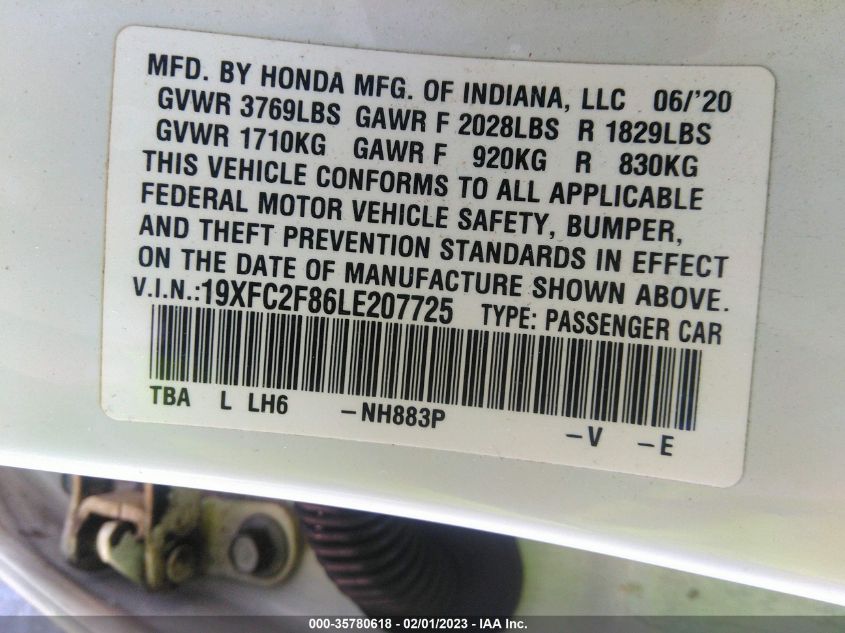 MFD. BY HONDA MFG. OF INDIANA, LLC 06/'20
GVWR 3769LBS GAWR F 2028LBS R 1829LBS
GVWR 1710KG GAWR F 920KG R 830KG
THIS VEHICLE CONFORMS TO ALL APPLICABLE
FEDERAL MOTOR VEHICLE SAFETY, BUMPER,
AND THEFT PREVENTION STANDARDS IN EFFECT
ON THE DATE OF MANUFACTURE SHOWN ABOVE.
V.I.N.:19XFC2F86LE207725 TYPE: PASSENGER CAR
TBA L LH6 -NH883P -V -E
000-35780618 - 02/01/2023 - IAA Inc.